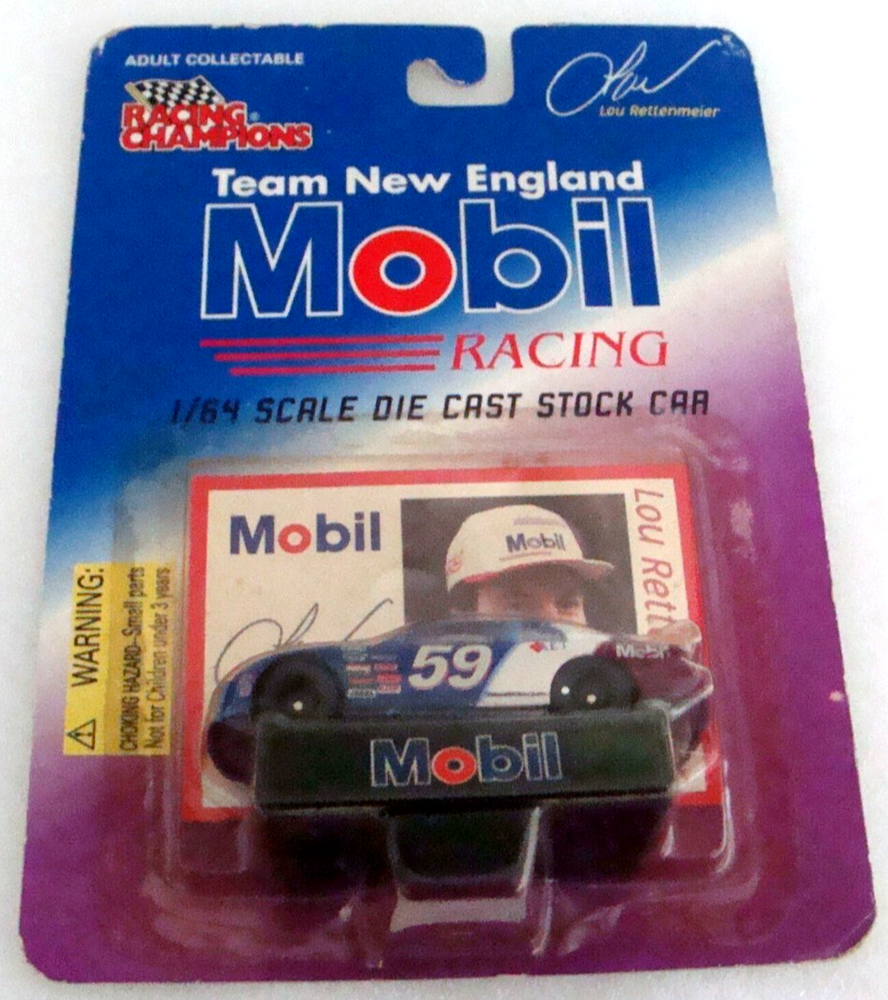 ADULT COLLECTABLE
RACING
CHAMPIONS
Lou
Lou Rettenmeier
Team New England
Mobil
RACING
1/64 SCALE DIE CAST STOCK CAR
WARNING:
CHOKING HAZARD–Small parts
Not for Children under 3 years
Mobil
Mobil
Lou Rett
59
Mobil
Mobil